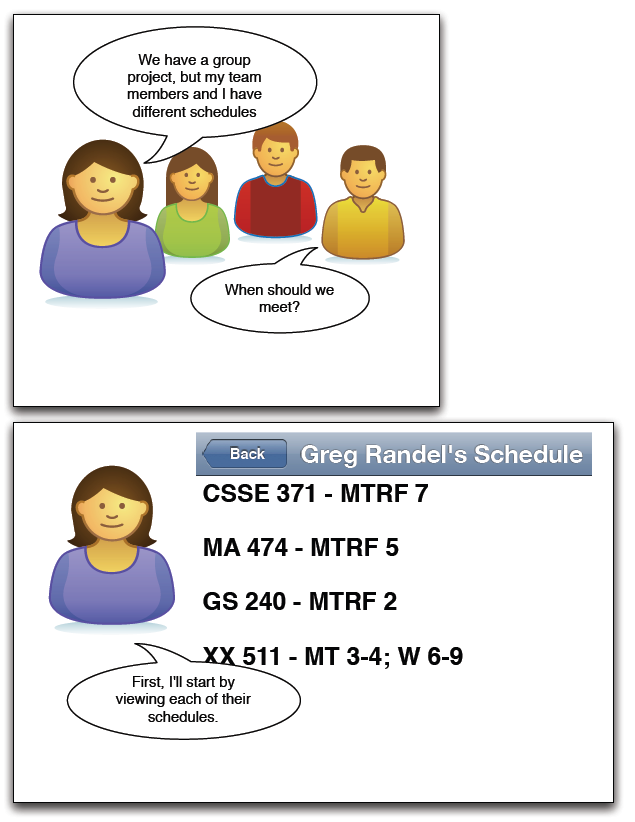 We have a group
project, but my team
members and I have
different schedules
When should we
meet?
Back
Greg Randel's Schedule
CSSE 371 - MTRF 7
MA 474 - MTRF 5
GS 240 - MTRF 2
XX 511 - MT 3-4; W 6-9
First, I'll start by
viewing each of their
schedules.